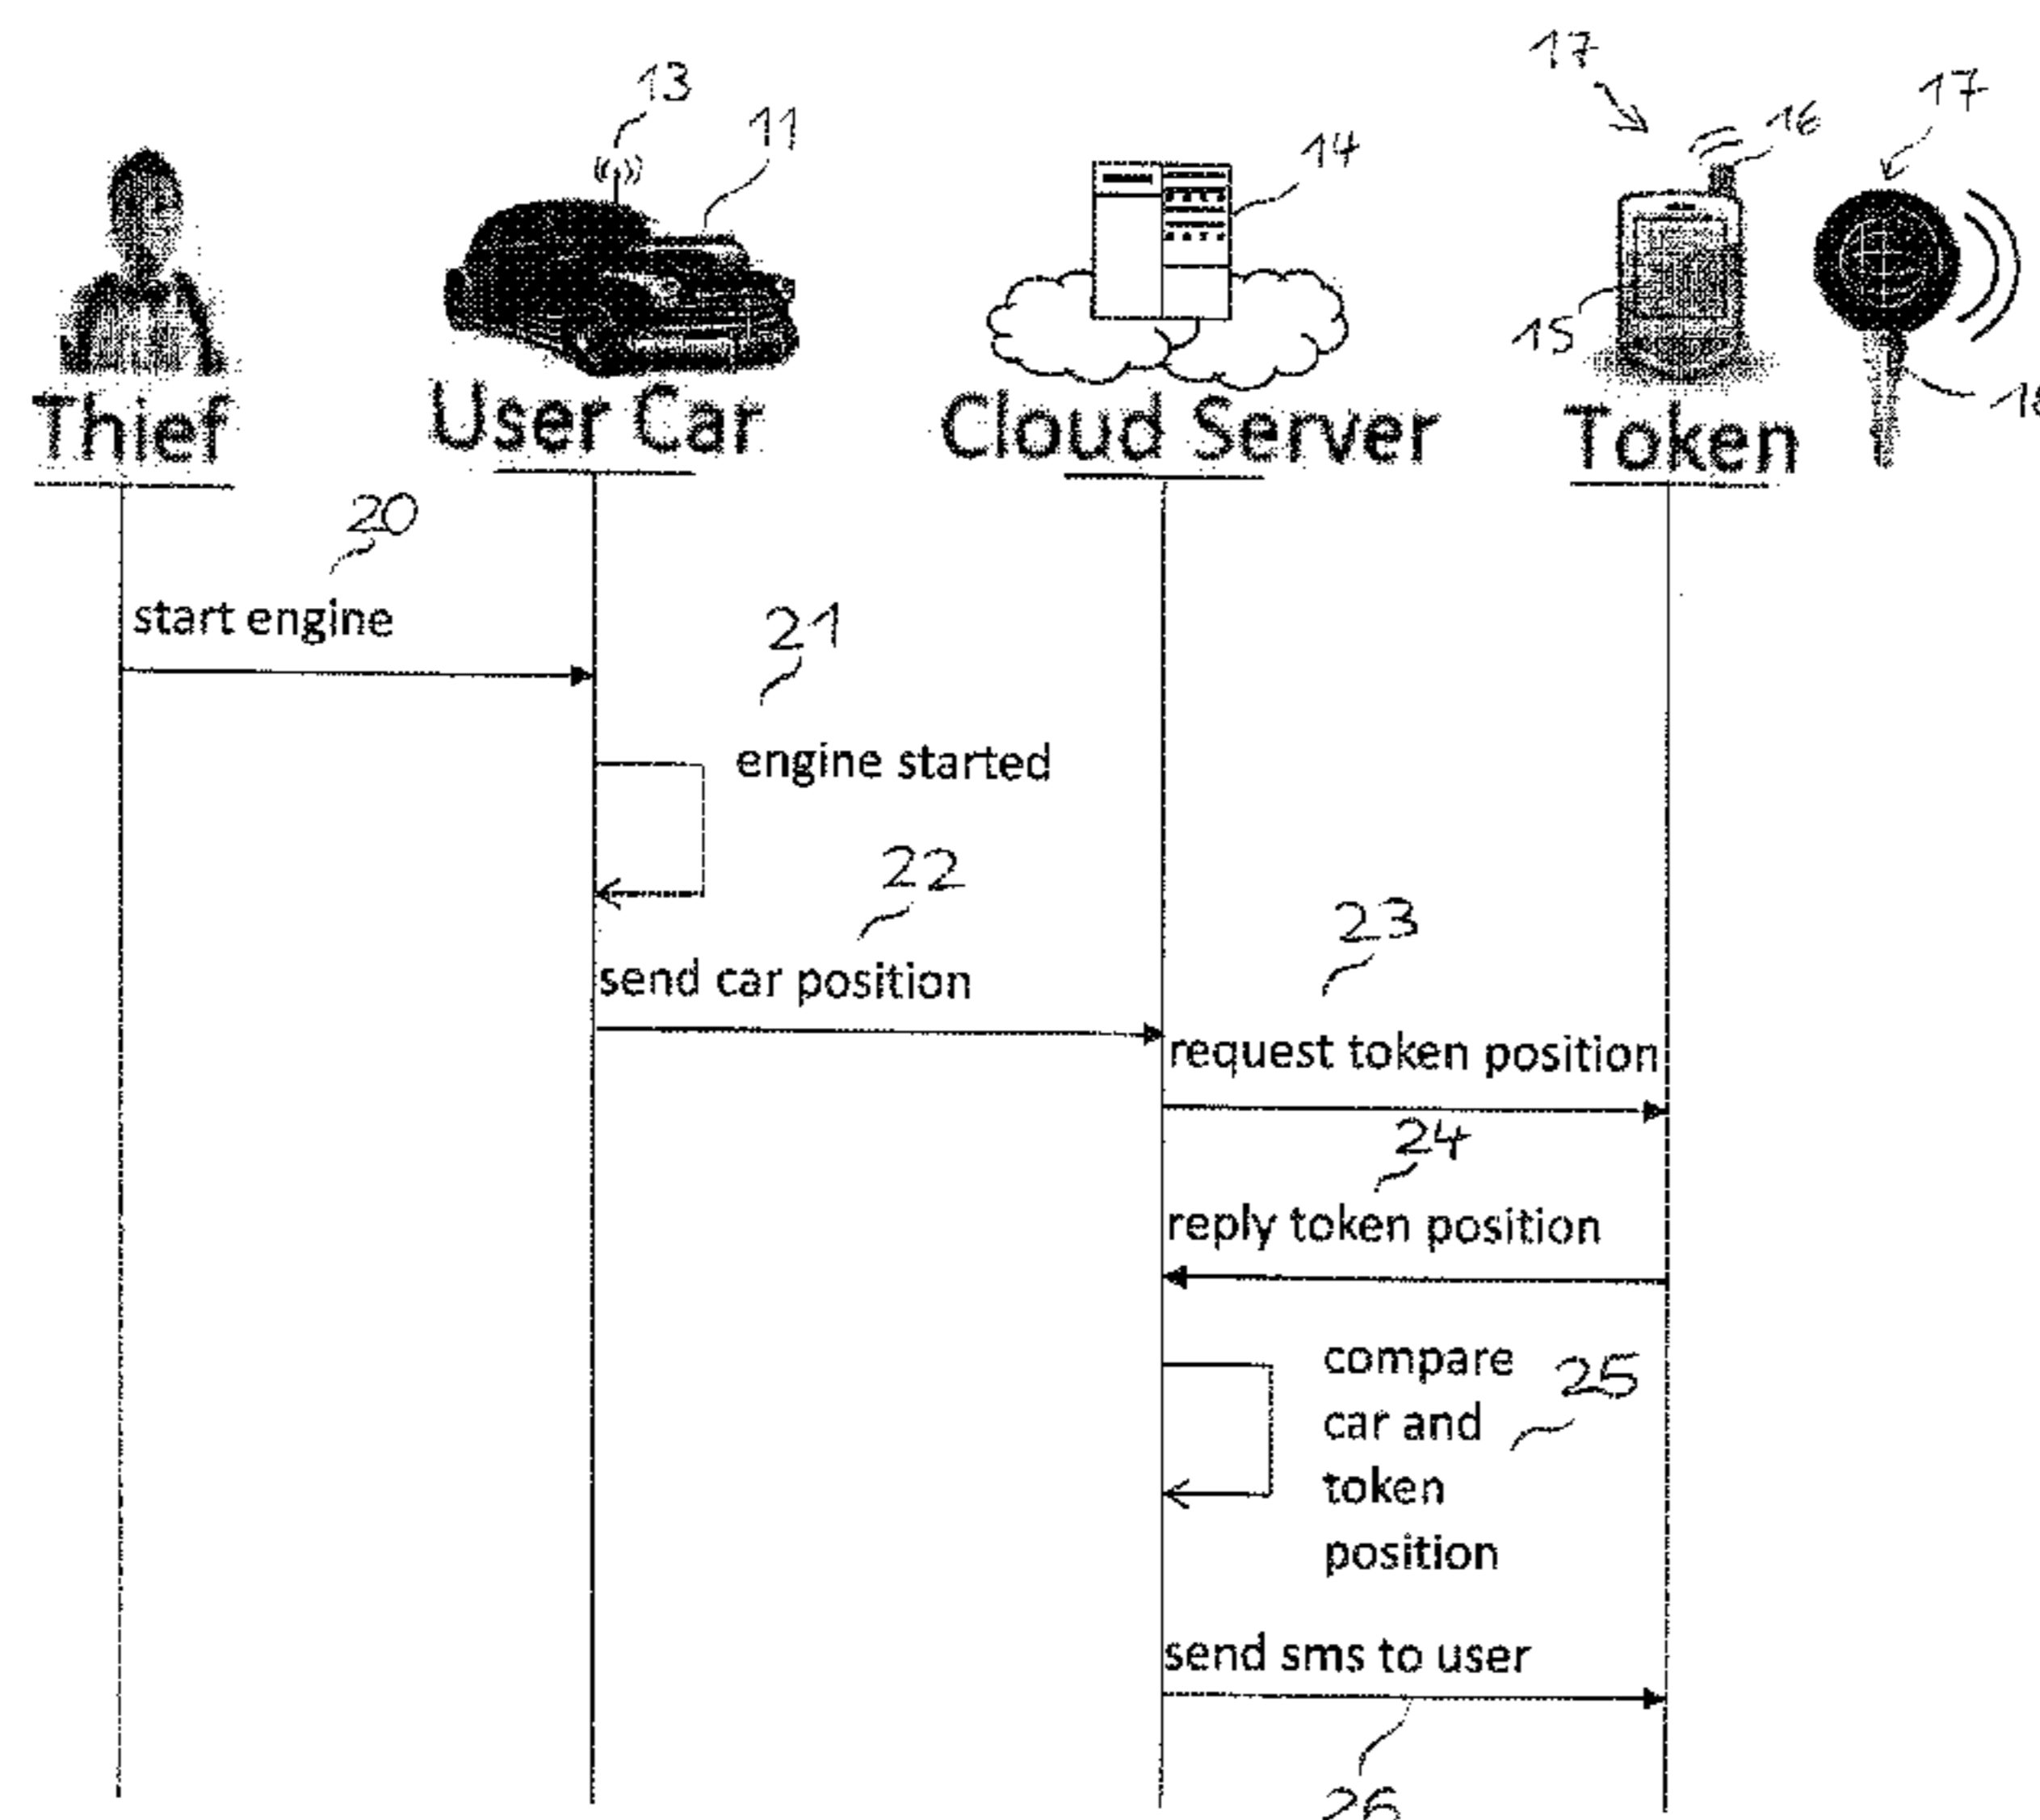 13
11
14
17
16
17
15
18
Thief
User Car
Cloud Server
Token
20
start engine
21
engine started
22
send car position
23
request token position
24
reply token position
compare
car and
token
position
25
send sms to user
26